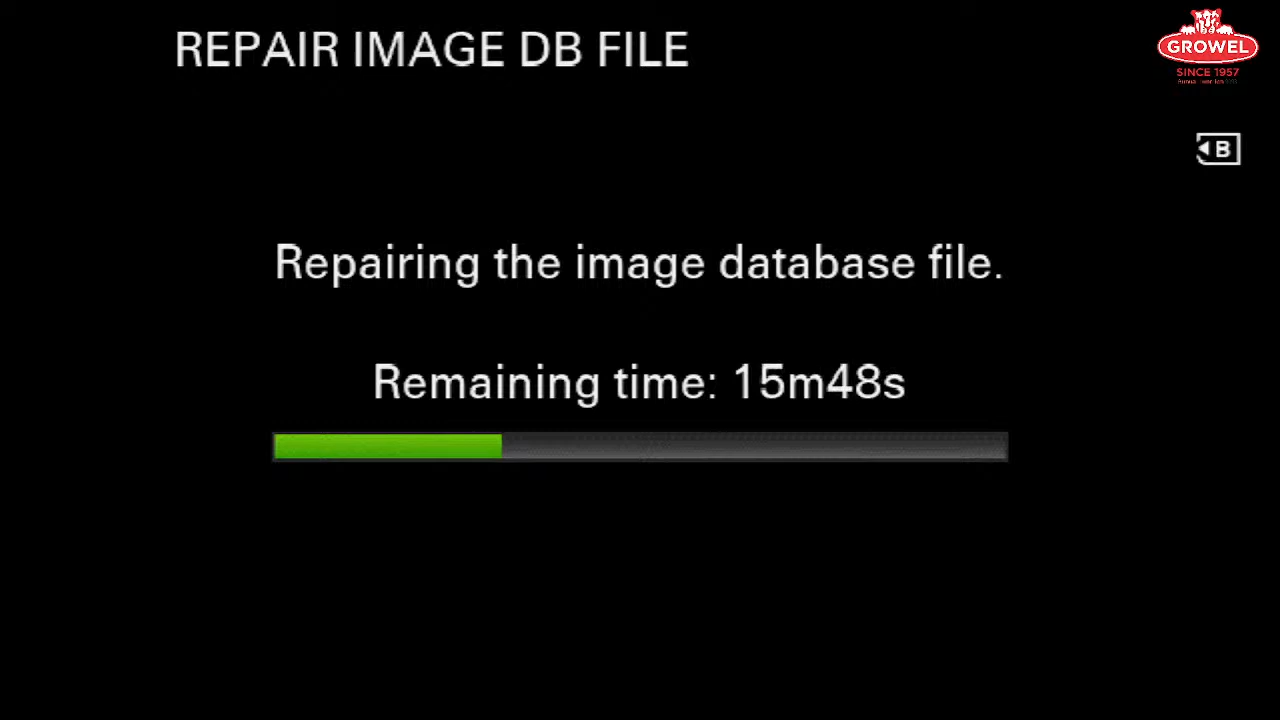 REPAIR IMAGE DB FILE
GROWEL
SINCE 1957
B
Repairing the image database file.
Remaining time: 15m48s